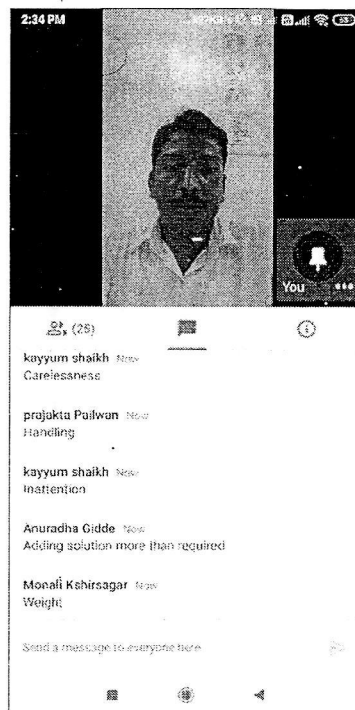 2:34 PM
You
(25)
kayyum shaikh Now
Carelessness
prajakta Pailwan Now
Handling
kayyum shaikh Now
Inattention
Anuradha Gidde Now
Adding solution more than required
Monali Kshirsagar Now
Weight
Send a message to everyone here